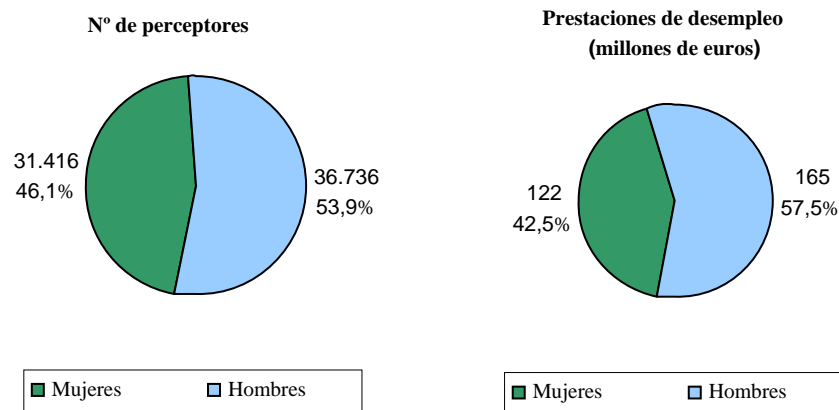 Nº de perceptores
31.416
46,1%
36.736
53,9%
Mujeres
Hombres
Prestaciones de desempleo
(millones de euros)
122
42,5%
165
57,5%
Mujeres
Hombres